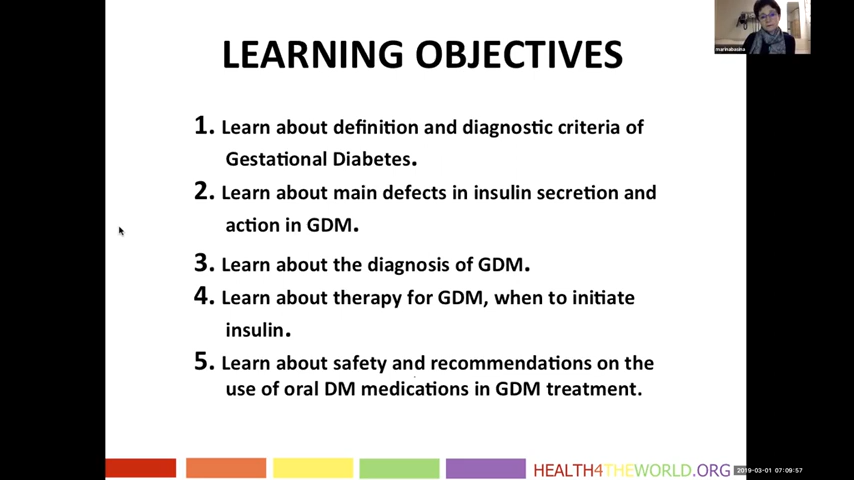 marinabasina
LEARNING OBJECTIVES
1. Learn about definition and diagnostic criteria of
Gestational Diabetes.
2. Learn about main defects in insulin secretion and
action in GDM.
3. Learn about the diagnosis of GDM.
4. Learn about therapy for GDM, when to initiate
insulin.
5. Learn about safety and recommendations on the
use of oral DM medications in GDM treatment.
HEALTH4THEWORLD.ORG
2019-03-01 07:09:57